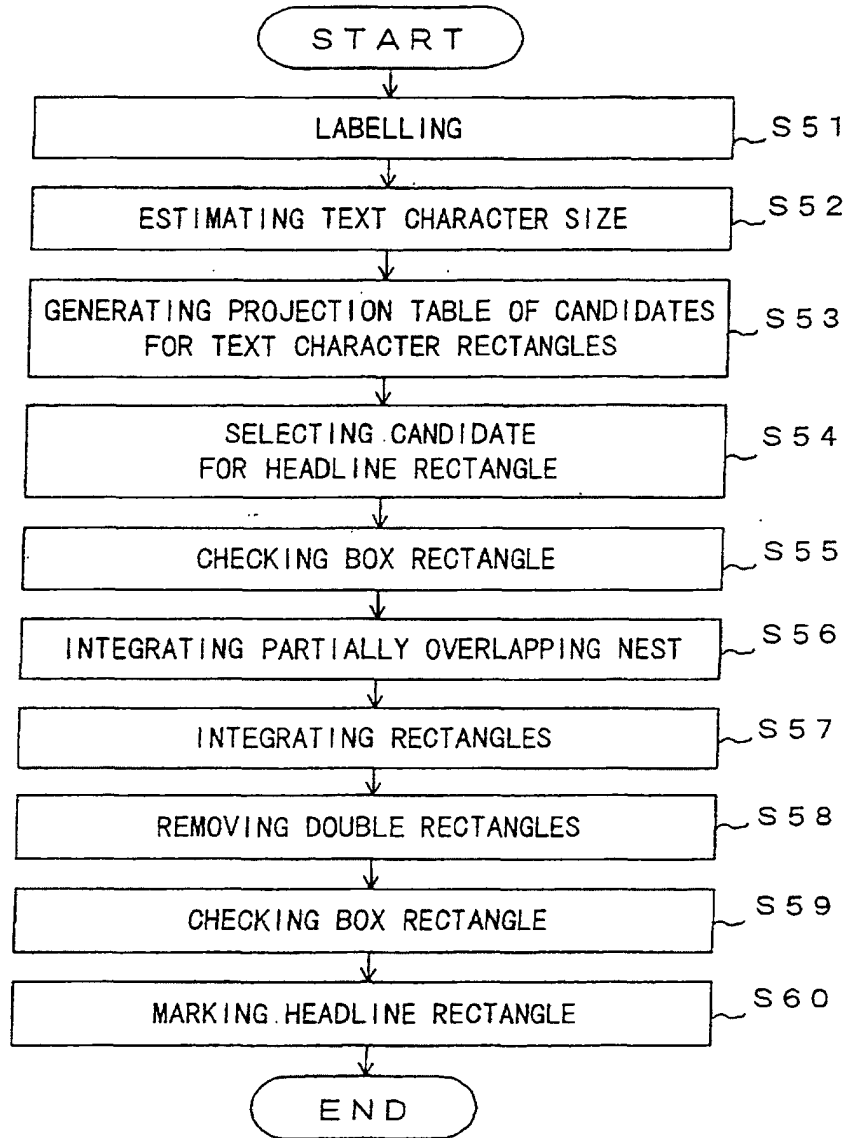 START
LABELLING
S51
ESTIMATING TEXT CHARACTER SIZE
S52
GENERATING PROJECTION TABLE OF CANDIDATES
FOR TEXT CHARACTER RECTANGLES
S53
SELECTING CANDIDATE
FOR HEADLINE RECTANGLE
S54
CHECKING BOX RECTANGLE
S55
INTEGRATING PARTIALLY OVERLAPPING NEST
S56
INTEGRATING RECTANGLES
S57
REMOVING DOUBLE RECTANGLES
S58
CHECKING BOX RECTANGLE
S59
MARKING HEADLINE RECTANGLE
S60
END